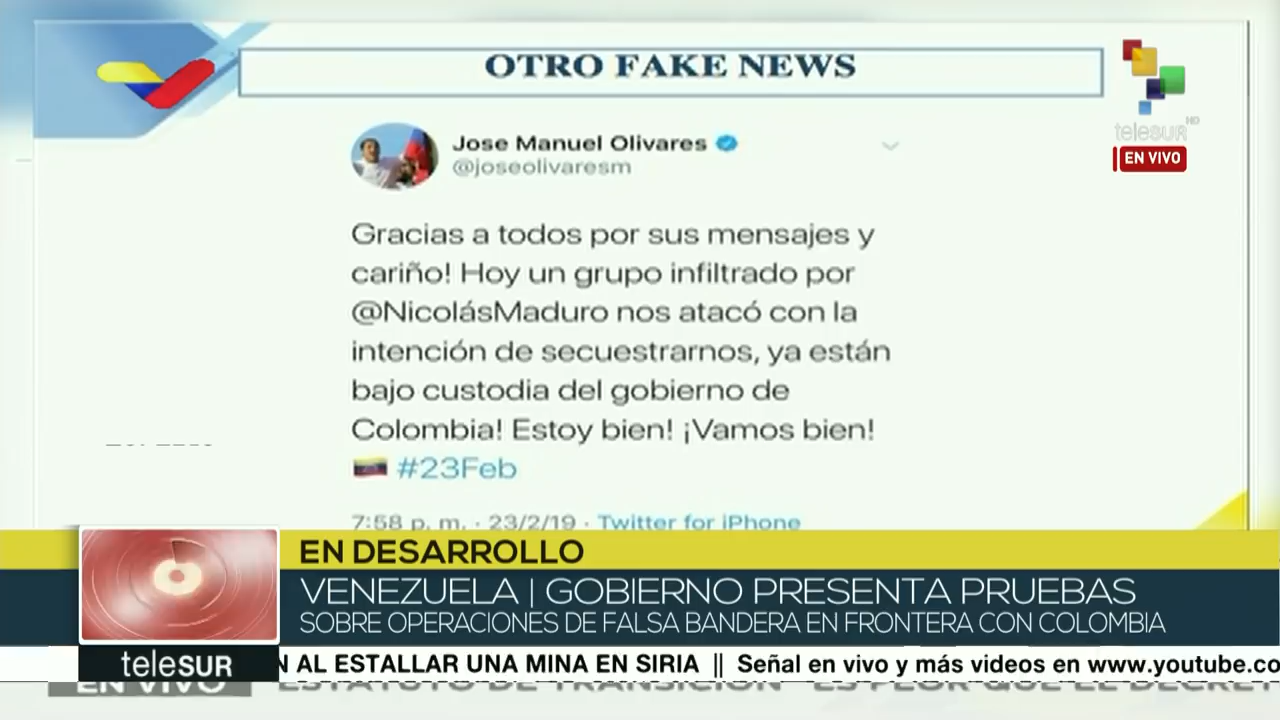 OTRO FAKE NEWS
telesur HD
EN VIVO
Jose Manuel Olivares
@joseolivaresm
Gracias a todos por sus mensajes y
cariño! Hoy un grupo infiltrado por
@NicolásMaduro nos atacó con la
intención de secuestrarnos, ya están
bajo custodia del gobierno de
Colombia! Estoy bien! ¡Vamos bien!
#23Feb
7:58 p. m. · 23/2/19 · Twitter for iPhone
EN DESARROLLO
VENEZUELA | GOBIERNO PRESENTA PRUEBAS
SOBRE OPERACIONES DE FALSA BANDERA EN FRONTERA CON COLOMBIA
teleSUR
N AL ESTALLAR UNA MINA EN SIRIA || Señal en vivo y más videos en www.youtube.co
EN VIVO